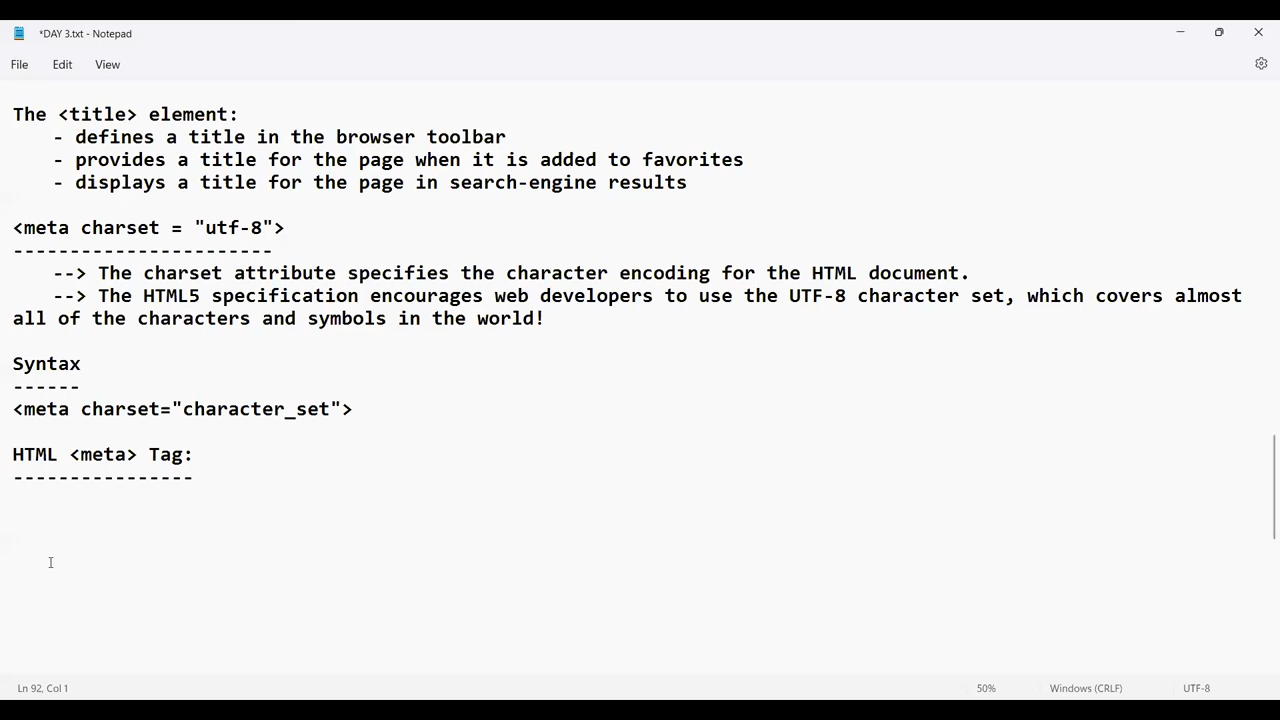 *DAY 3.txt - Notepad
File Edit View
The <title> element:
- defines a title in the browser toolbar
- provides a title for the page when it is added to favorites
- displays a title for the page in search-engine results
<meta charset = "utf-8">
-----------------------
--> The charset attribute specifies the character encoding for the HTML document.
--> The HTML5 specification encourages web developers to use the UTF-8 character set, which covers almost
all of the characters and symbols in the world!
Syntax
------
<meta charset="character_set">
HTML <meta> Tag:
----------------
Ln 92, Col 1 50% Windows (CRLF) UTF-8